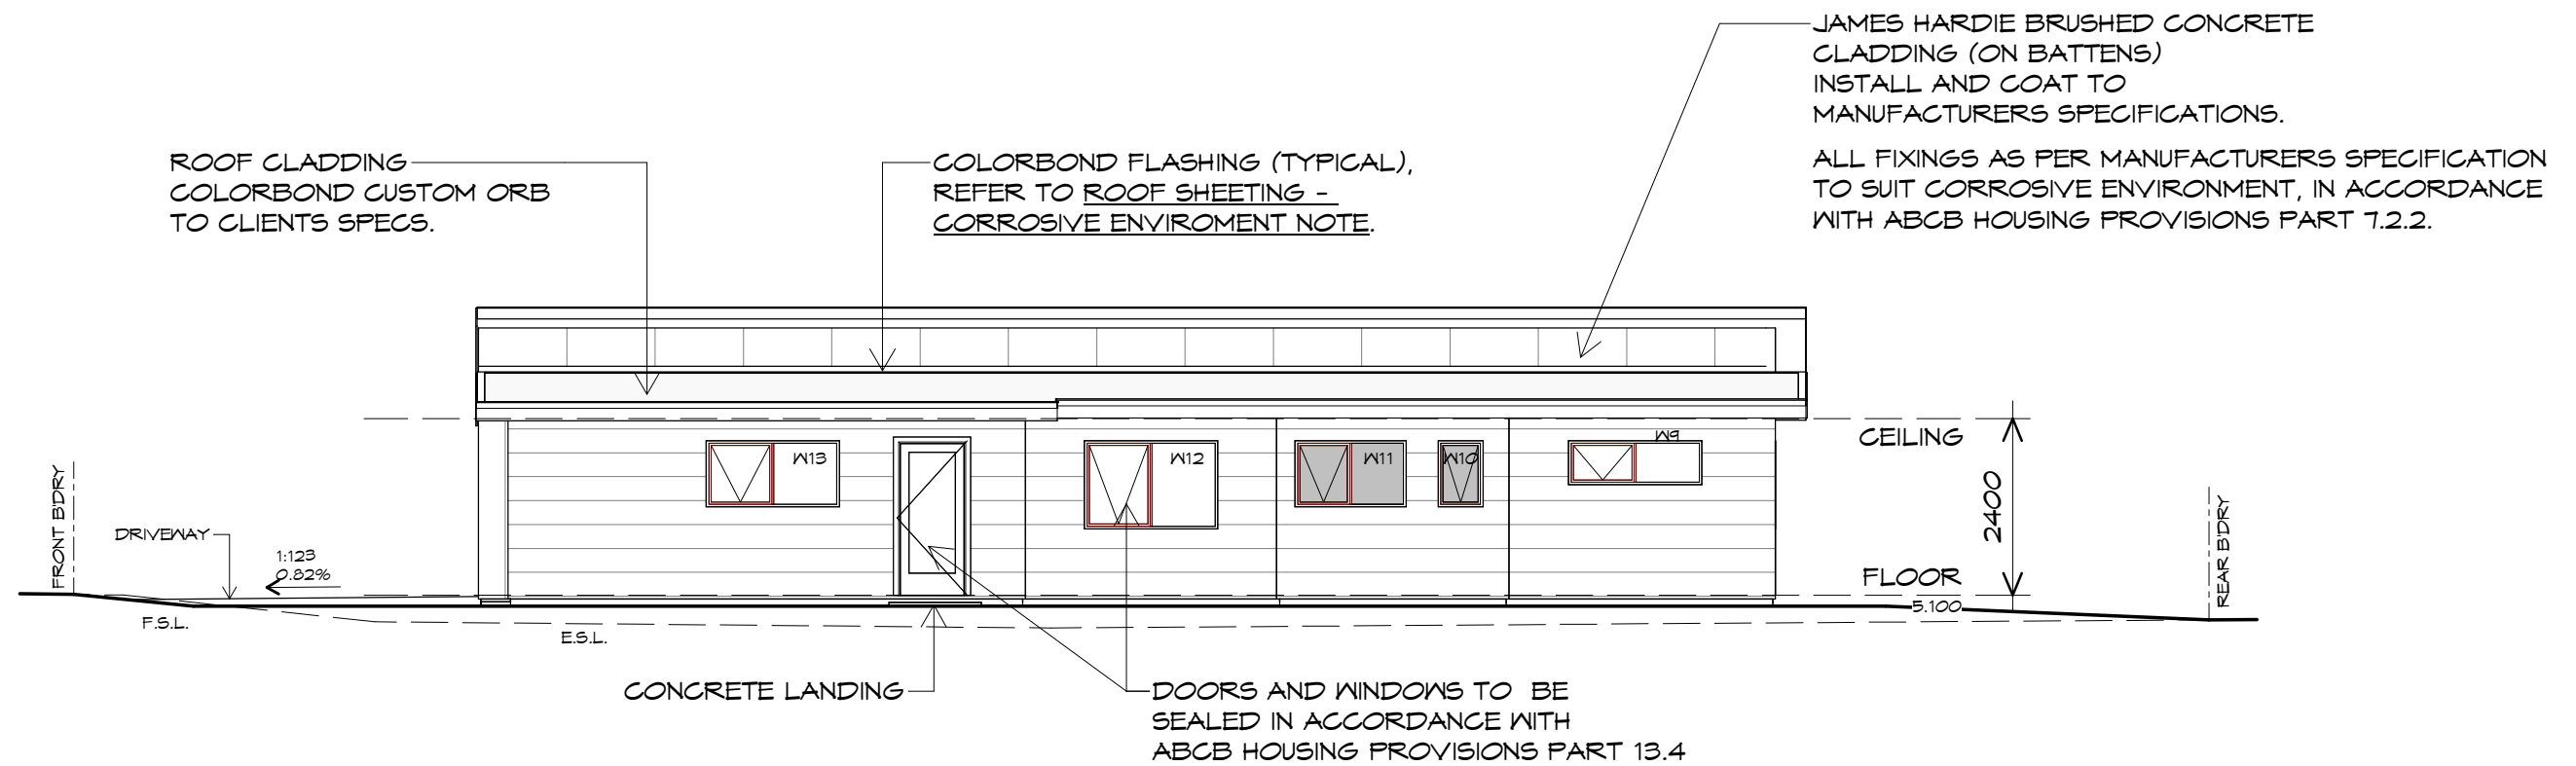 JAMES HARDIE BRUSHED CONCRETE
CLADDING (ON BATTENS)
INSTALL AND COAT TO
MANUFACTURERS SPECIFICATIONS.
ALL FIXINGS AS PER MANUFACTURERS SPECIFICATION
TO SUIT CORROSIVE ENVIRONMENT, IN ACCORDANCE
WITH ABCB HOUSING PROVISIONS PART 7.2.2.
ROOF CLADDING
COLORBOND CUSTOM ORB
TO CLIENTS SPECS.
COLORBOND FLASHING (TYPICAL),
REFER TO ROOF SHEETING -
CORROSIVE ENVIROMENT NOTE.
CEILING
W13
W12
W11
W10
W9
2400
FRONT B'DRY
DRIVEWAY
1:123
0.82%
FLOOR
5.100
REAR B'DRY
F.S.L.
E.S.L.
CONCRETE LANDING
DOORS AND WINDOWS TO BE
SEALED IN ACCORDANCE WITH
ABCB HOUSING PROVISIONS PART 13.4